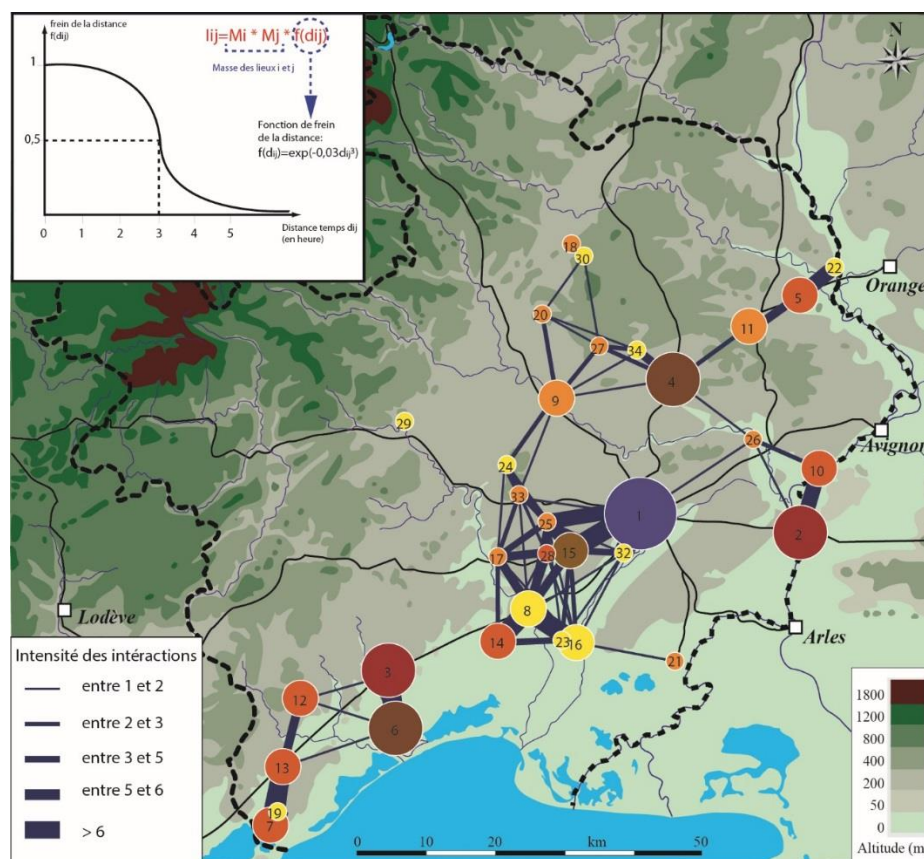 frein de la distance
f(dij)
Iij=Mi * Mj * f(dij)
Masse des lieux i et j
Fonction de frein
de la distance:
f(dij)=exp(-0,03dij³)
1
0,5
0 1 2 3 4 5
Distance temps dij
(en heure)
N
18
30
22
5
Orange
20
11
27
34
4
9
29
26
Avignon
24
10
33
1
25
2
15
28
32
17
8
14
23
16
Lodève
Arles
21
3
12
6
13
19
7
Intensité des intéractions
entre 1 et 2
entre 2 et 3
entre 3 et 5
entre 5 et 6
> 6
1800
1200
800
400
200
50
0
Altitude (m
0 10 20 km 50